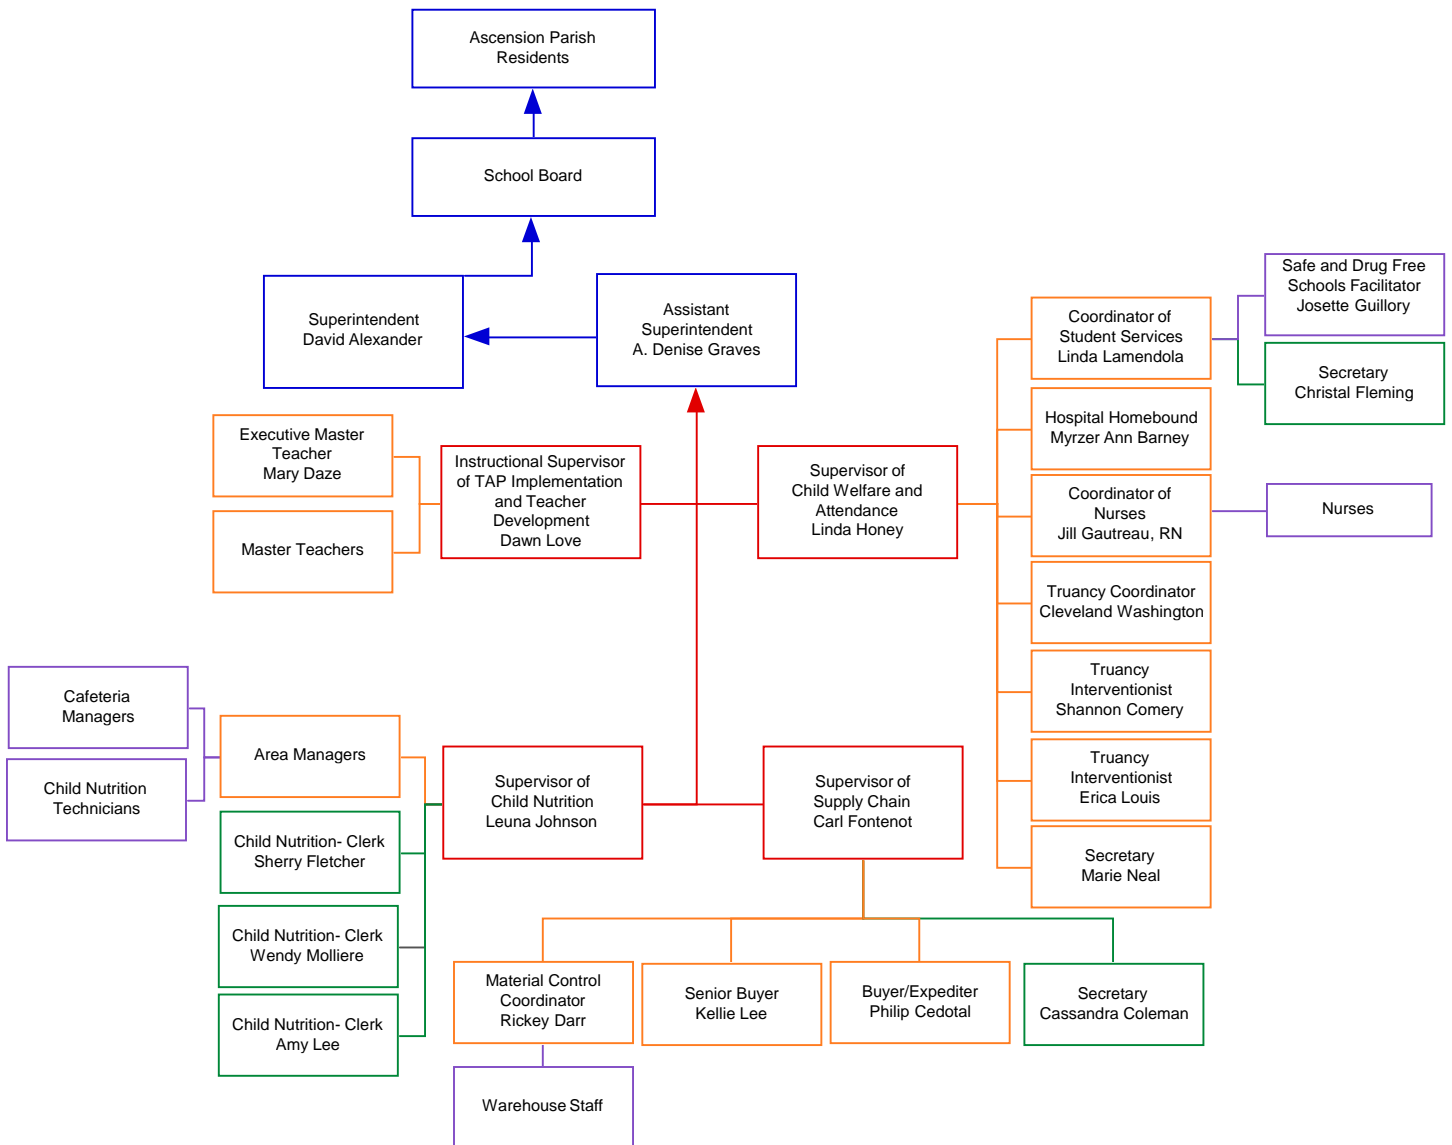 Ascension Parish
Residents
School Board
Superintendent
David Alexander
Assistant
Superintendent
A. Denise Graves
Safe and Drug Free
Schools Facilitator
Josette Guillory
Coordinator of
Student Services
Linda Lamendola
Secretary
Christal Fleming
Hospital Homebound
Myrzer Ann Barney
Executive Master
Teacher
Mary Daze
Instructional Supervisor
of TAP Implementation
and Teacher
Development
Dawn Love
Supervisor of
Child Welfare and
Attendance
Linda Honey
Coordinator of
Nurses
Jill Gautreau, RN
Nurses
Master Teachers
Truancy Coordinator
Cleveland Washington
Truancy
Interventionist
Shannon Comery
Cafeteria
Managers
Area Managers
Child Nutrition
Technicians
Supervisor of
Child Nutrition
Leuna Johnson
Supervisor of
Supply Chain
Carl Fontenot
Truancy
Interventionist
Erica Louis
Child Nutrition- Clerk
Sherry Fletcher
Secretary
Marie Neal
Child Nutrition- Clerk
Wendy Molliere
Child Nutrition- Clerk
Amy Lee
Material Control
Coordinator
Rickey Darr
Senior Buyer
Kellie Lee
Buyer/Expediter
Philip Cedotal
Secretary
Cassandra Coleman
Warehouse Staff